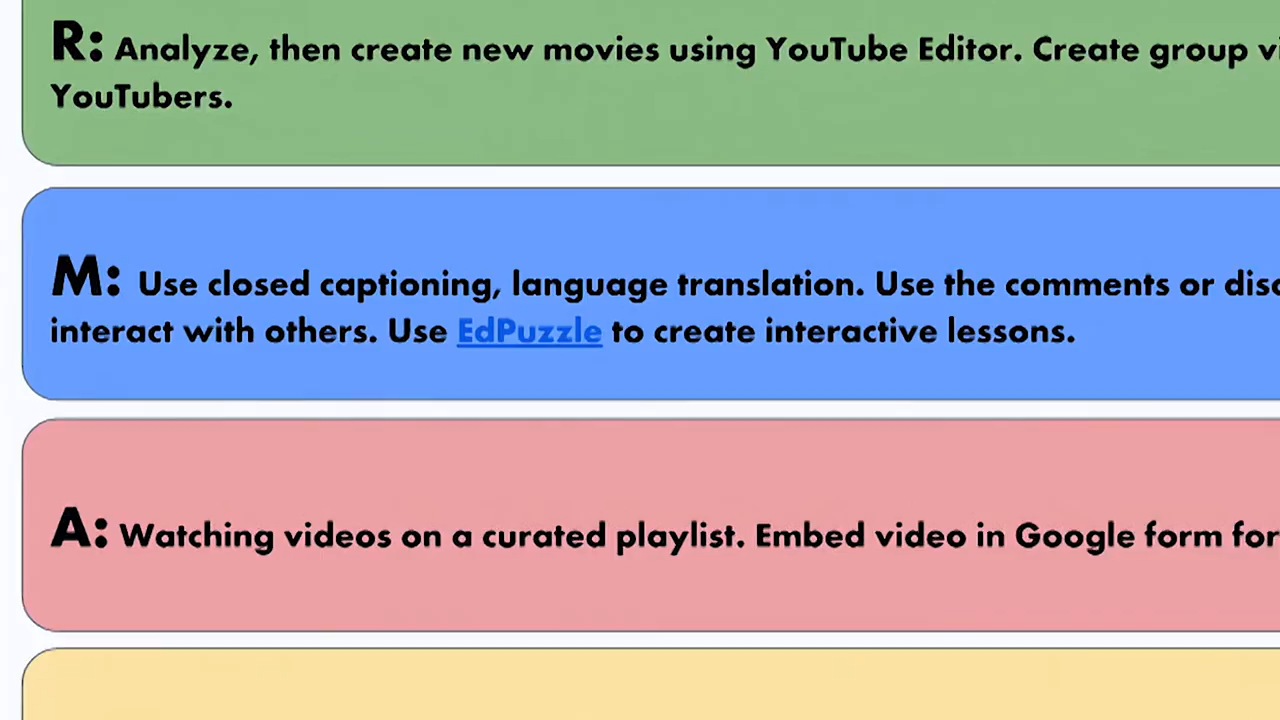 R: Analyze, then create new movies using YouTube Editor. Create group
YouTubers.
M: Use closed captioning, language translation. Use the comments or
interact with others. Use EdPuzzle to create interactive lessons.
A: Watching videos on a curated playlist. Embed video in Google form for